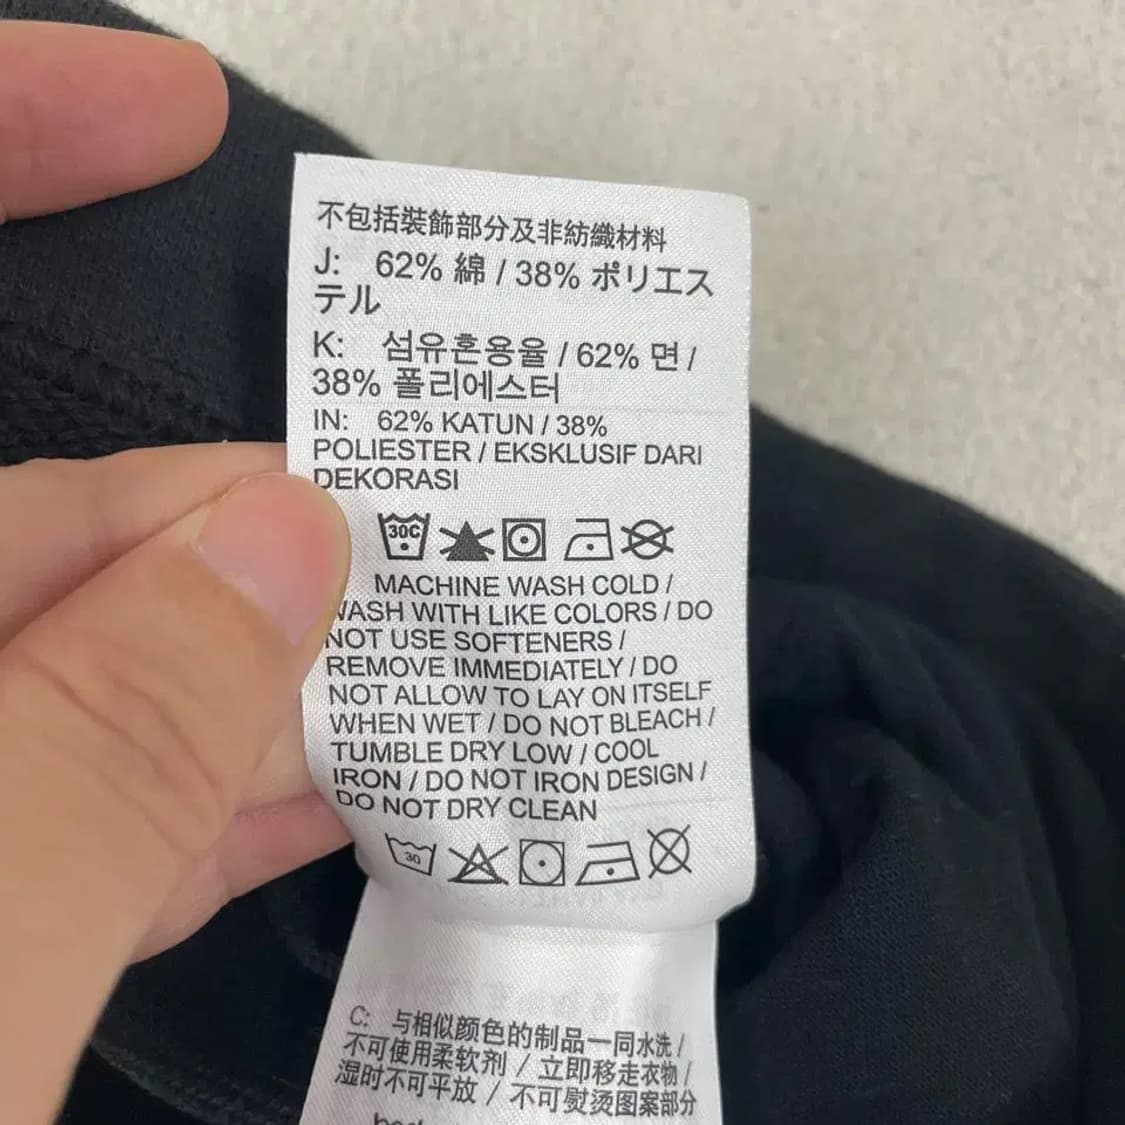 不包括裝飾部分及非紡織材料
J: 62% 綿 / 38% ポリエス
テル
K: 섬유혼용율 / 62% 면 /
38% 폴리에스터
IN: 62% KATUN / 38%
POLIESTER / EKSKLUSIF DARI
DEKORASI
30C
MACHINE WASH COLD /
WASH WITH LIKE COLORS / DO
NOT USE SOFTENERS /
REMOVE IMMEDIATELY / DO
NOT ALLOW TO LAY ON ITSELF
WHEN WET / DO NOT BLEACH /
TUMBLE DRY LOW / COOL
IRON / DO NOT IRON DESIGN /
DO NOT DRY CLEAN
30
C: 与相似颜色的制品一同水洗 /
不可使用柔软剂 / 立即移走衣物 /
湿时不可平放 / 不可熨烫图案部分